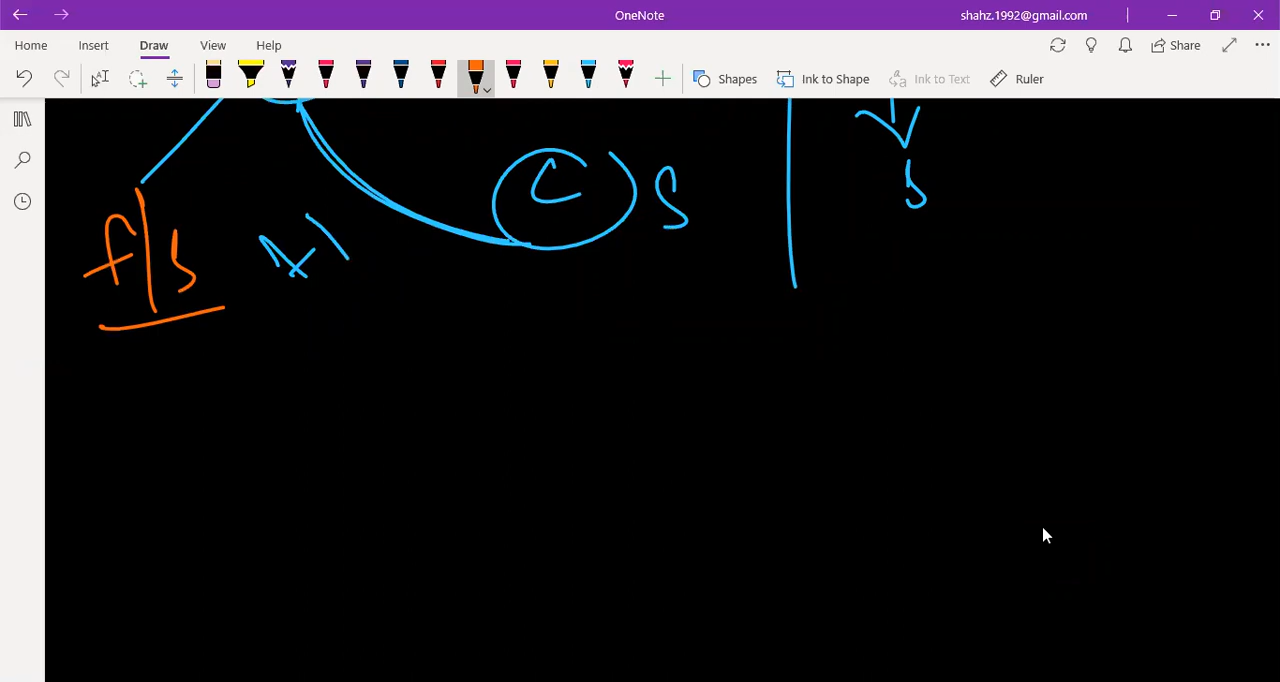 OneNote
shahz.1992@gmail.com
Home Insert Draw View Help
Share
Shapes Ink to Shape Ink to Text Ruler
C S
s
f/s